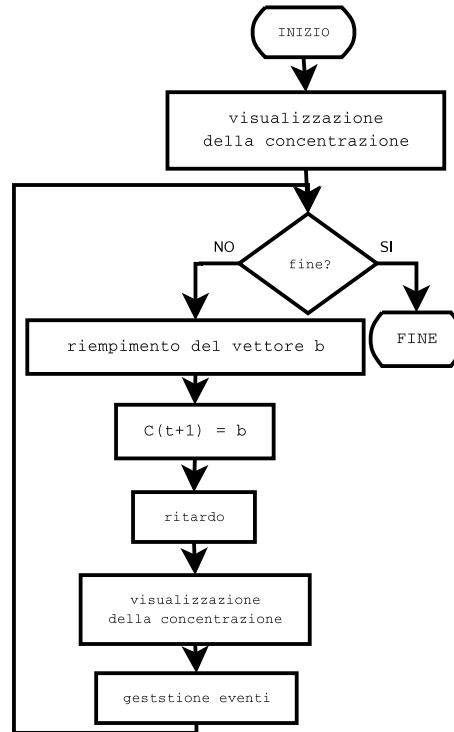 INIZIO
visualizzazione
della concentrazione
fine?
NO
SI
FINE
riempimento del vettore b
C(t+1) = b
ritardo
visualizzazione
della concentrazione
geststione eventi